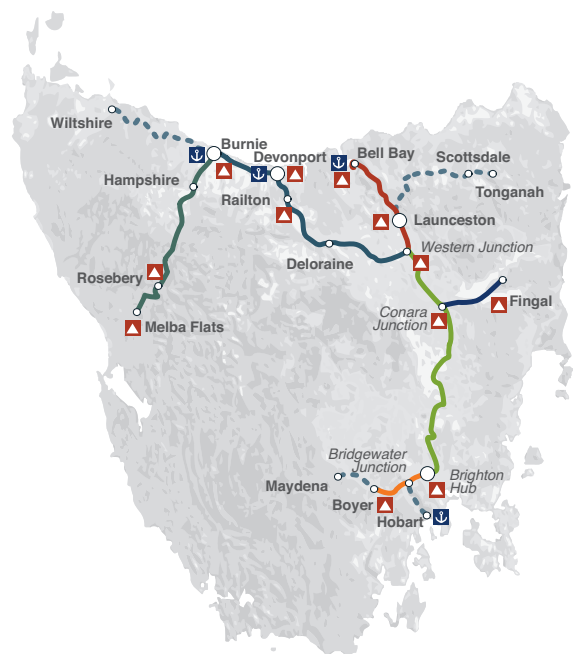 Wiltshire
Burnie
Devonport
Bell Bay
Scottsdale
Hampshire
Tonganah
Railton
Launceston
Western Junction
Deloraine
Rosebery
Fingal
Conara
Junction
Melba Flats
Bridgewater
Junction
Brighton
Hub
Maydena
Boyer
Hobart